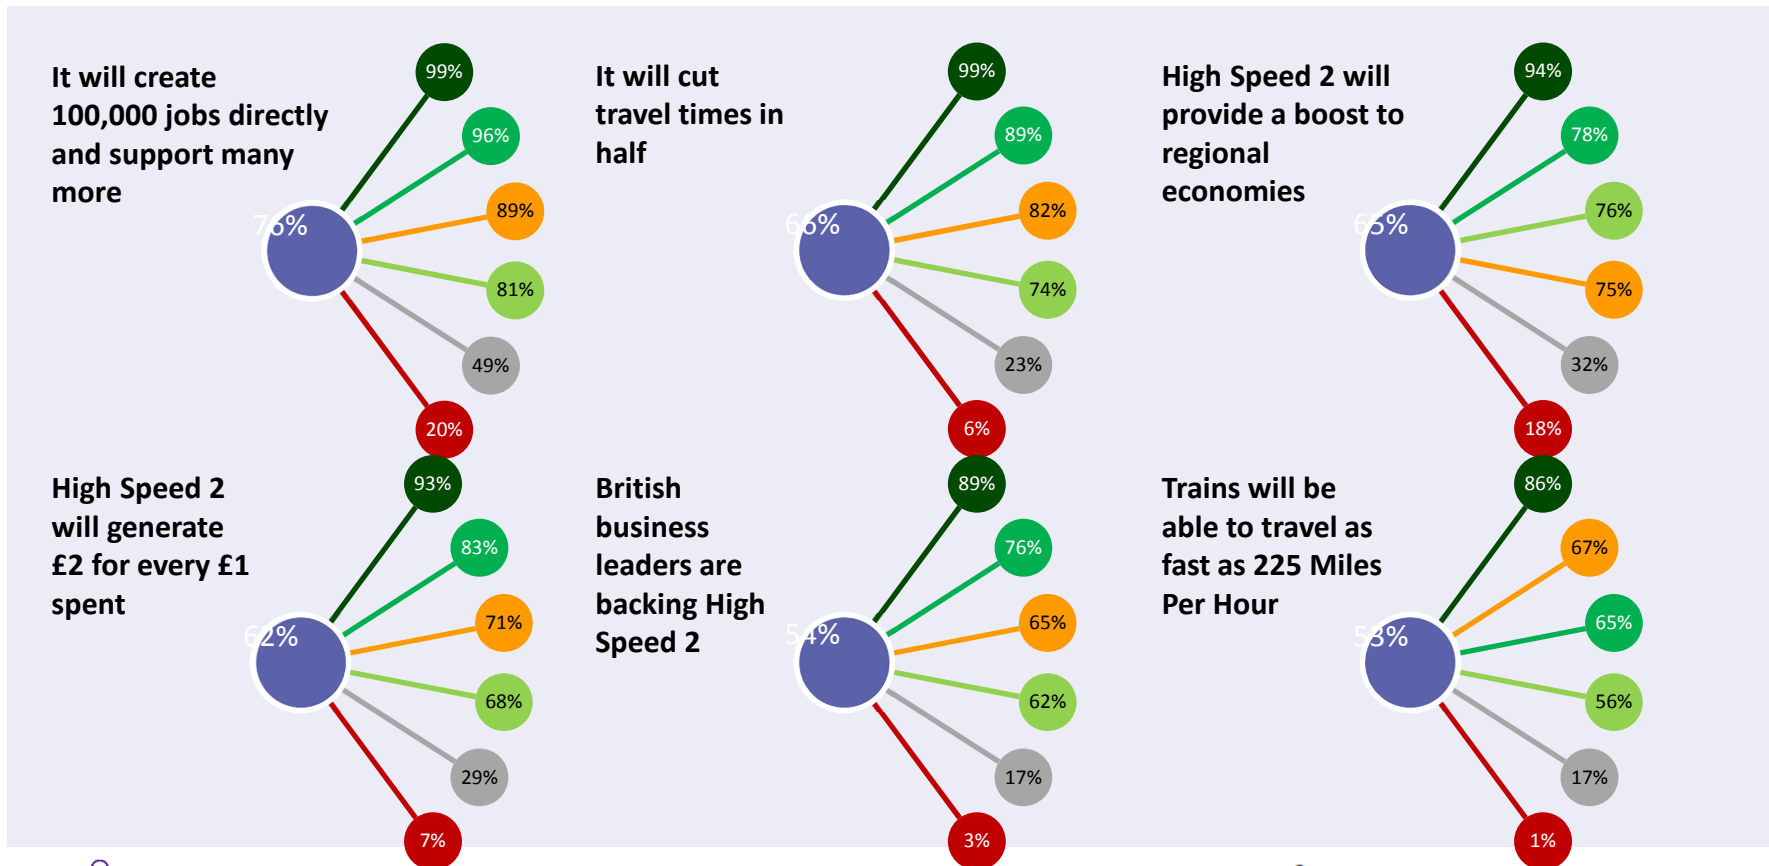 It will create
100,000 jobs directly
and support many
more
76%
99%
96%
89%
81%
49%
20%
It will cut
travel times in
half
66%
99%
89%
82%
74%
23%
6%
High Speed 2 will
provide a boost to
regional
economies
65%
94%
78%
76%
75%
32%
18%
High Speed 2
will generate
£2 for every £1
spent
62%
93%
83%
71%
68%
29%
7%
British
business
leaders are
backing High
Speed 2
54%
89%
76%
65%
62%
17%
3%
Trains will be
able to travel as
fast as 225 Miles
Per Hour
53%
86%
67%
65%
56%
17%
1%